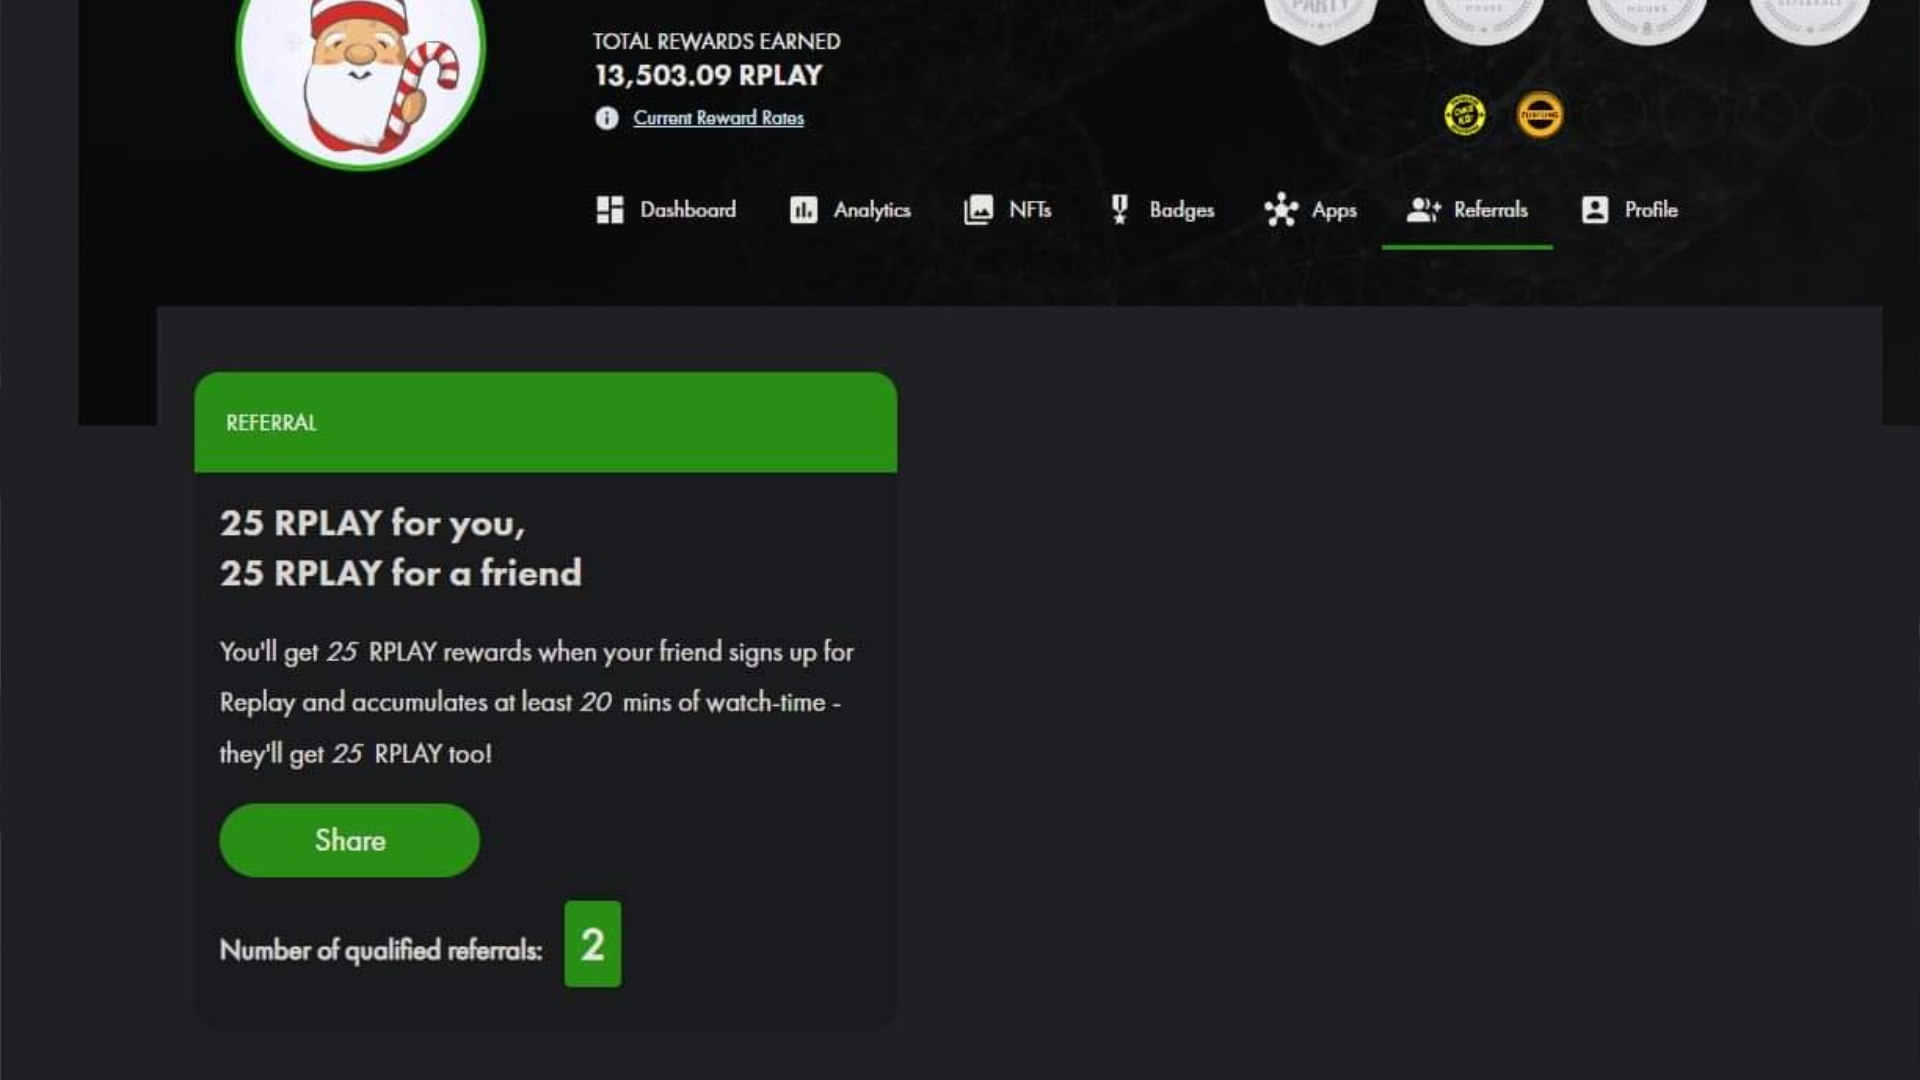 PARTY
HOURS
REFERRALS
TOTAL REWARDS EARNED
13,503.09 RPLAY
Current Reward Rates
Dashboard
Analytics
NFTs
Badges
Apps
Referrals
Profile
REFERRAL
25 RPLAY for you,
25 RPLAY for a friend
You'll get 25 RPLAY rewards when your friend signs up for
Replay and accumulates at least 20 mins of watch-time -
they'll get 25 RPLAY too!
Share
Number of qualified referrals: 2